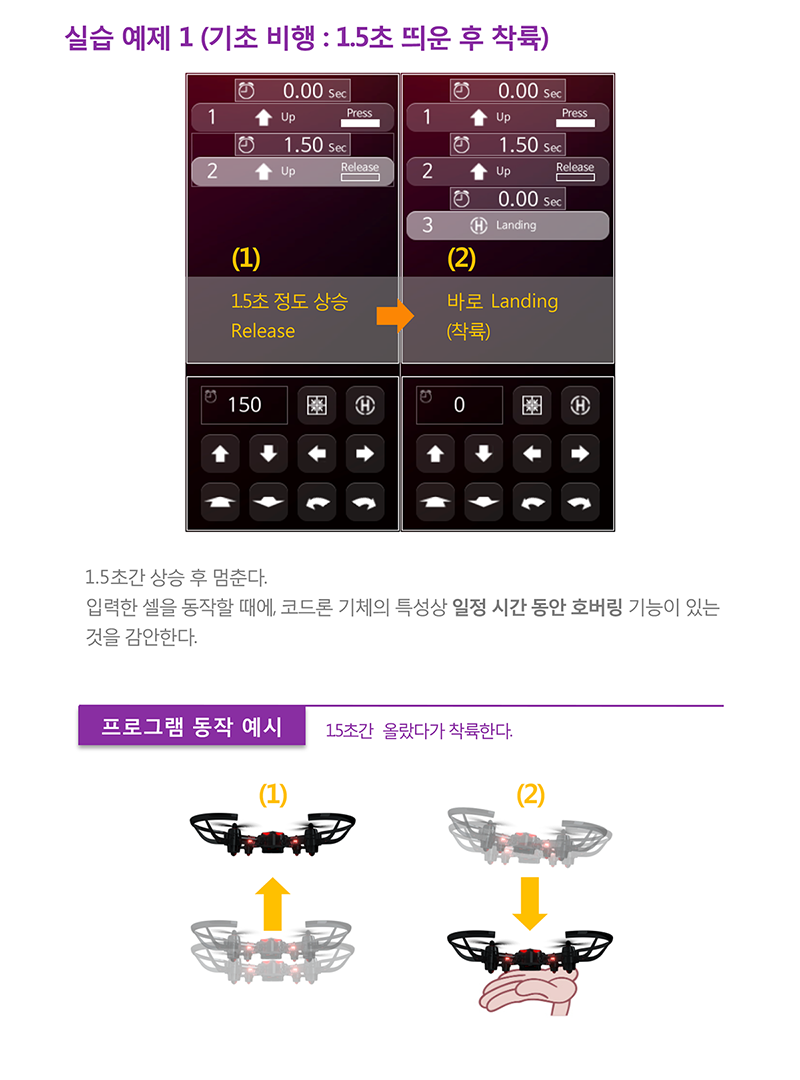 실습 예제 1 (기초 비행 : 1.5초 띄운 후 착륙)
0.00 Sec
1 Up Press
1.50 Sec
2 Up Release
(1)
1.5초 정도 상승
Release
0.00 Sec
1 Up Press
1.50 Sec
2 Up Release
0.00 Sec
3 H Landing
(2)
바로 Landing
(착륙)
150 H
0 H
1.5초간 상승 후 멈춘다.
입력한 셀을 동작할 때에, 코드론 기체의 특성상 일정 시간 동안 호버링 기능이 있는
것을 감안한다.
프로그램 동작 예시 1.5초간 올랐다가 착륙한다.
(1) (2)